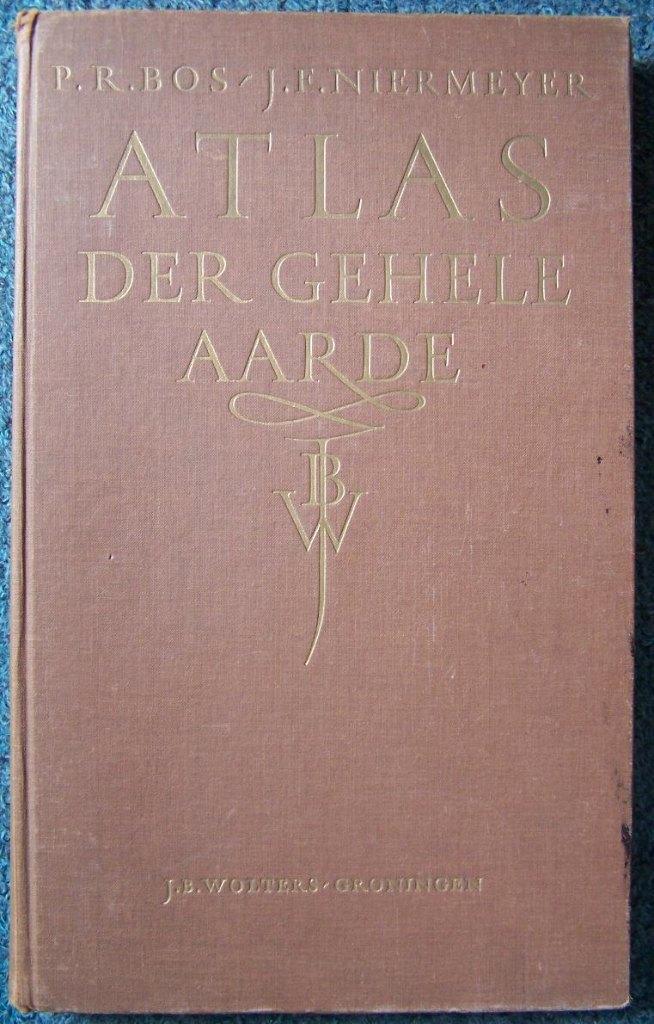 P. R. BOS - J. F. NIERMEYER
ATLAS
DER GEHELE
AARDE
JBW
J. B. WOLTERS - GRONINGEN